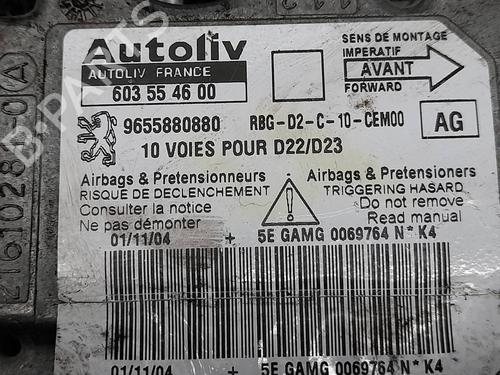 Autoliv
AUTOLIV FRANCE
603 55 46 00
SENS DE MONTAGE
IMPERATIF
AVANT
FORWARD
9655880880 RBG-D2-C-10-CEM00
AG
10 VOIES POUR D22/D23
Airbags & Pretensionneurs
RISQUE DE DECLENCHEMENT
Consulter la notice
Ne pas démonter
Airbags & Pretensioners
TRIGGERING HASARD
Do not remove
Read manual
01/11/04 + 5E GAMG 0069764 N* K4
01/11/04 + 5E GAMG 0069764 N* K4
B-PARTS